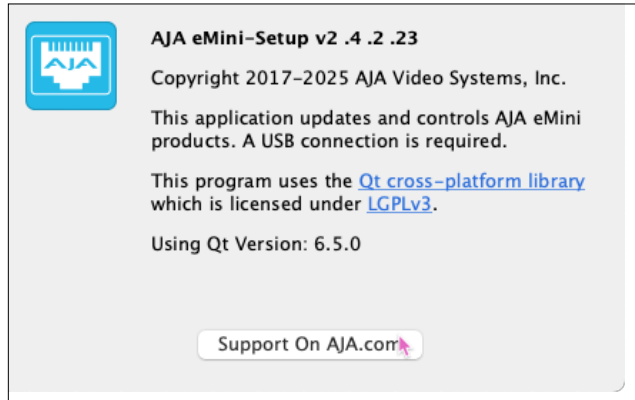 AJA
AJA eMini-Setup v2 .4 .2 .23
Copyright 2017-2025 AJA Video Systems, Inc.
This application updates and controls AJA eMini
products. A USB connection is required.
This program uses the Qt cross-platform library
which is licensed under LGPLv3.
Using Qt Version: 6.5.0
Support On AJA.com